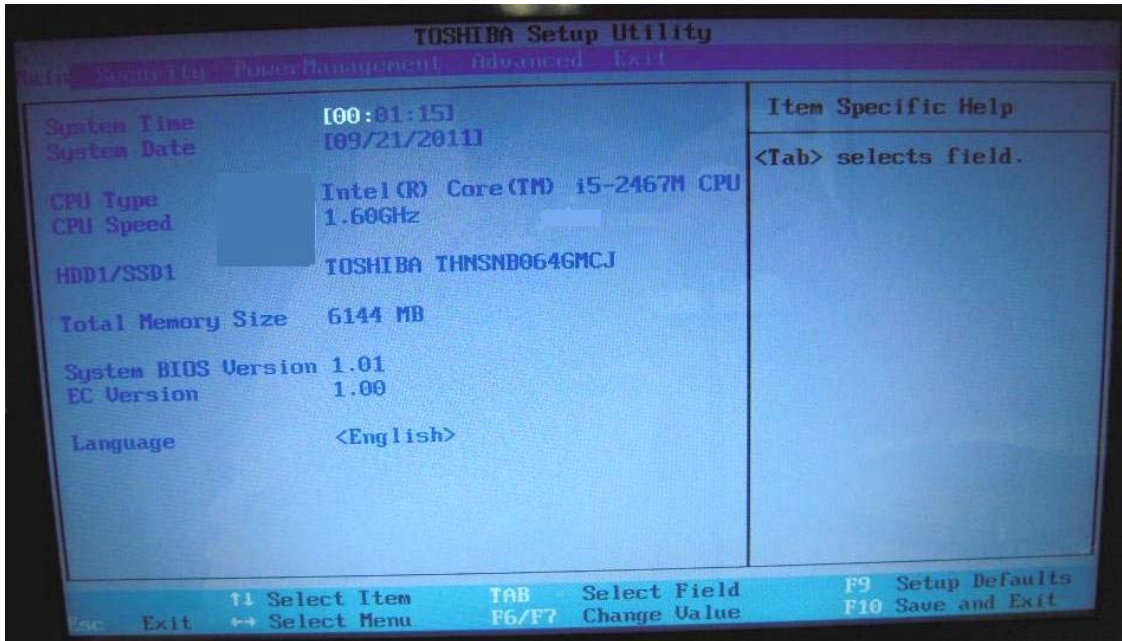 TOSHIBA Setup Utility
Main Security PowerManagement Advanced Exit
System Time [00:01:15]
System Date [09/21/2011]
CPU Type Intel(R) Core(TM) i5-2467M CPU
CPU Speed 1.60GHz
HDD1/SSD1 TOSHIBA THNSNB064GMCJ
Total Memory Size 6144 MB
System BIOS Version 1.01
EC Version 1.00
Language <English>
Item Specific Help
<Tab> selects field.
↑↓ Select Item TAB Select Field F9 Setup Defaults
Esc Exit ↔ Select Menu F6/F7 Change Value F10 Save and Exit